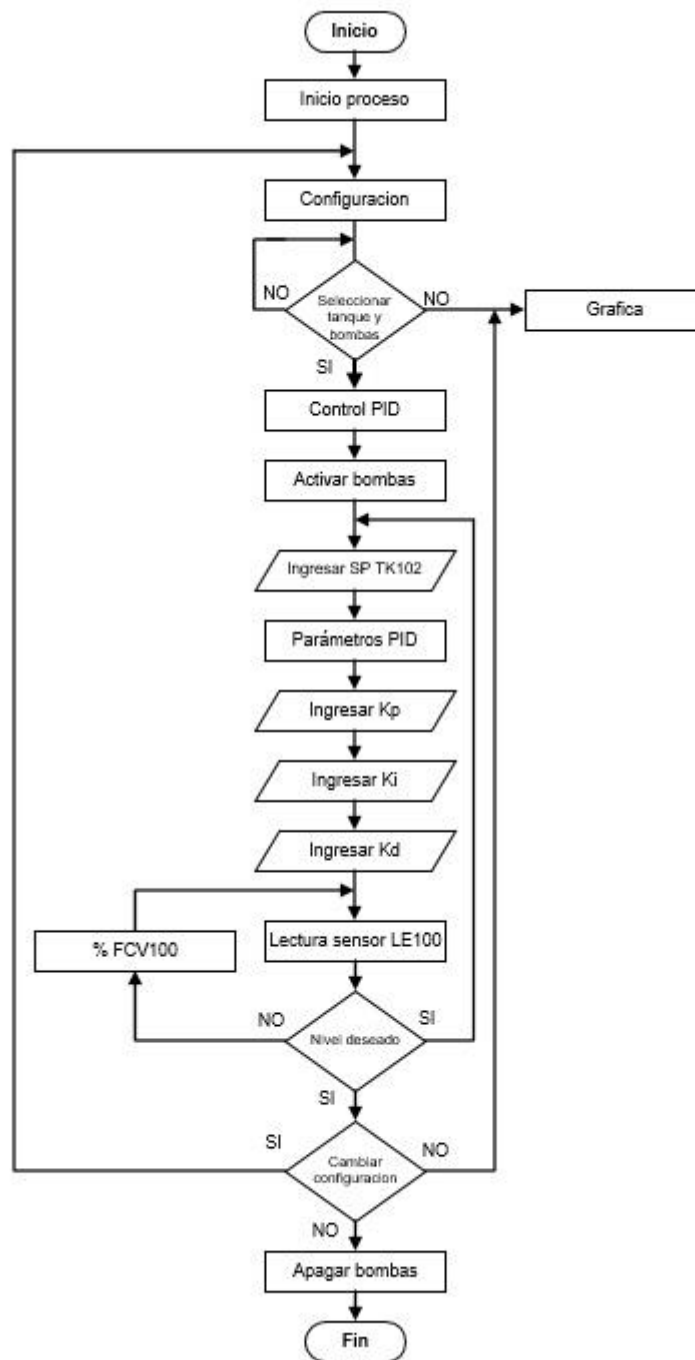 Inicio
Inicio proceso
Configuracion
NO
Seleccionar
tanque y
bombas
NO
Grafica
SI
Control PID
Activar bombas
Ingresar SP TK102
Parámetros PID
Ingresar Kp
Ingresar Ki
Ingresar Kd
% FCV100
Lectura sensor LE100
NO
Nivel deseado
SI
SI
SI
Cambiar
configuracion
NO
NO
Apagar bombas
Fin